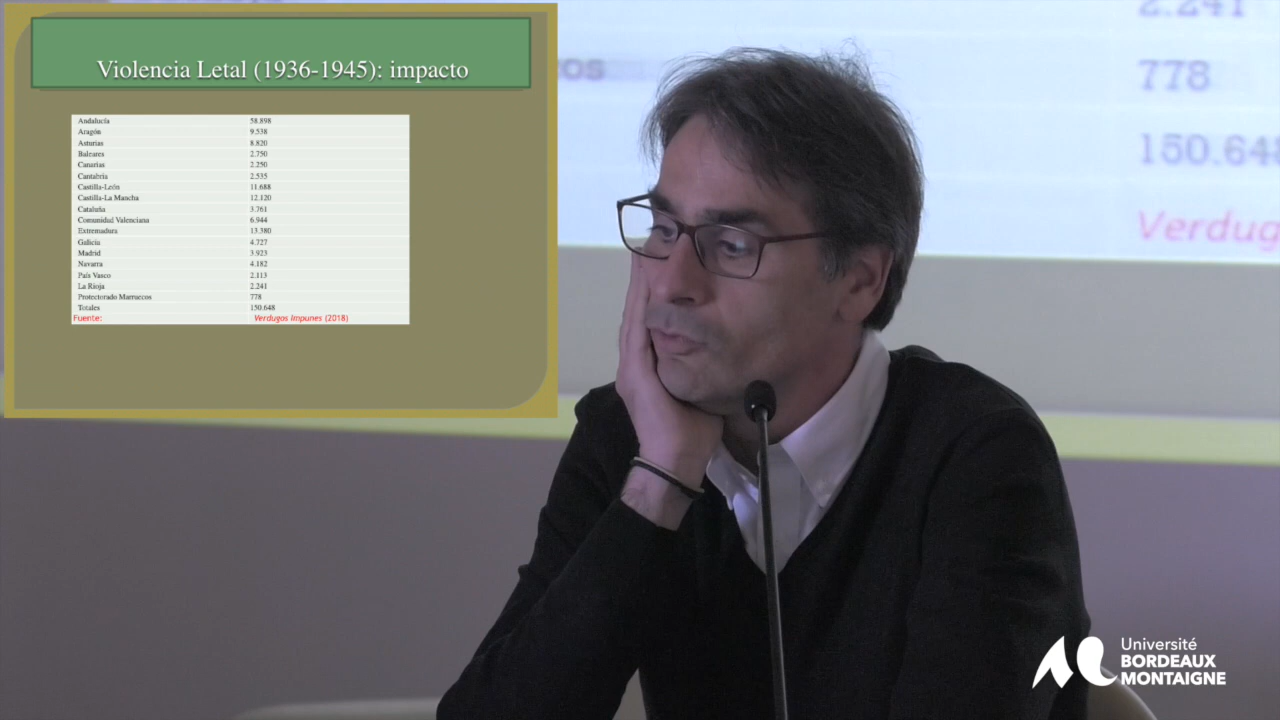 Violencia Letal (1936-1945): impacto
Andalucía 58.898
Aragón 9.538
Asturias 8.820
Baleares 2.750
Canarias 2.250
Cantabria 2.535
Castilla-León 11.688
Castilla-La Mancha 12.120
Cataluña 3.761
Comunidad Valenciana 6.944
Extremadura 13.380
Galicia 4.727
Madrid 3.923
Navarra 4.182
País Vasco 2.113
La Rioja 2.241
Protectorado Marruecos 778
Totales 150.648
Fuente: Verdugos Impunes (2018)
2.241
778
150.648
Université
BORDEAUX
MONTAIGNE